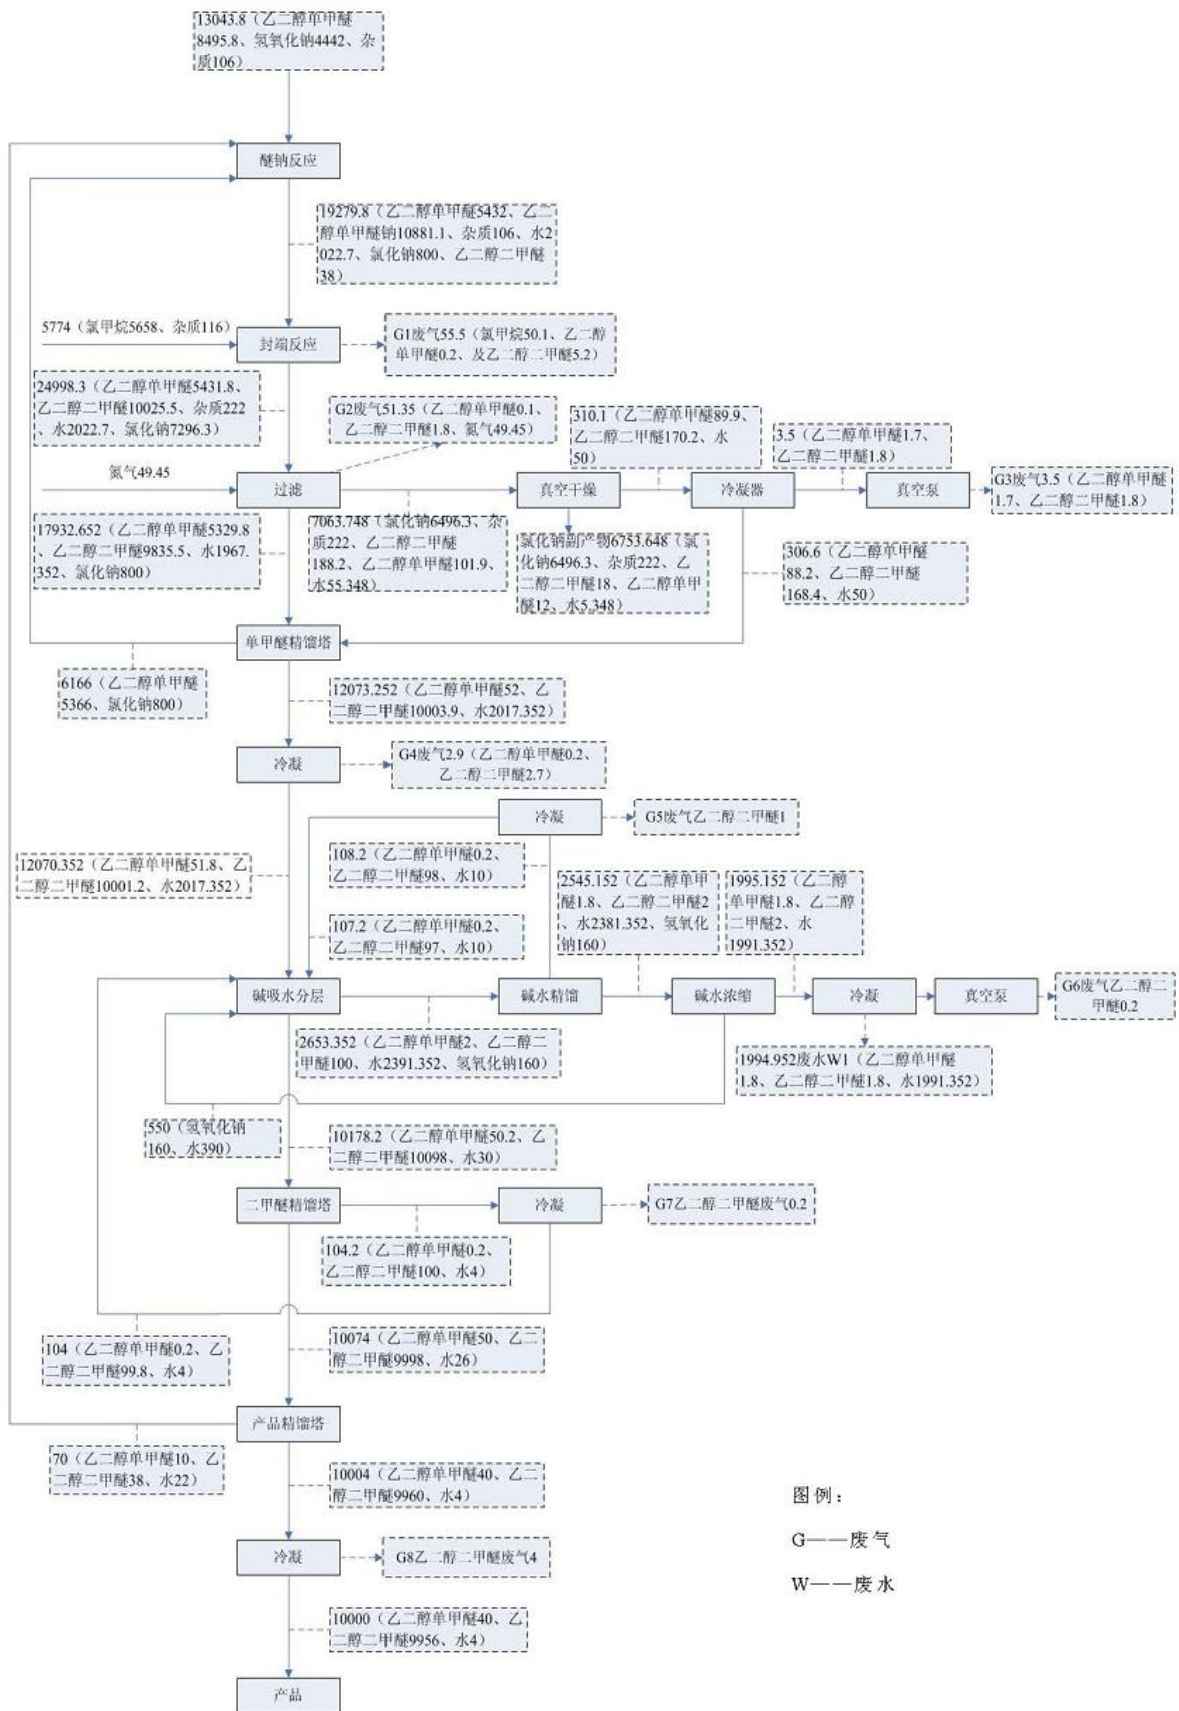 13043.8（乙二醇单甲醚
8495.8、氢氧化钠4442、杂
质106）
醚钠反应
19279.8（乙二醇单甲醚5432、乙二
醇单甲醚钠10881.1、杂质106、水2
022.7、氯化钠800、乙二醇二甲醚
38）
5774（氯甲烷5658、杂质116）
封端反应
G1废气55.5（氯甲烷50.1、乙二醇
单甲醚0.2、及乙二醇二甲醚5.2）
24998.3（乙二醇单甲醚5431.8、
乙二醇二甲醚10025.5、杂质222
、水2022.7、氯化钠7296.3）
G2废气51.35（乙二醇单甲醚0.1、
乙二醇二甲醚1.8、氮气49.45）
310.1（乙二醇单甲醚89.9、
乙二醇二甲醚170.2、水
50）
3.5（乙二醇单甲醚1.7、
乙二醇二甲醚1.8）
氮气49.45
过滤
真空干燥
冷凝器
真空泵
G3废气3.5（乙二醇单甲醚
1.7、乙二醇二甲醚1.8）
17932.652（乙二醇单甲醚5329.8
、乙二醇二甲醚9835.5、水1967.
352、氯化钠800）
7063.748（氯化钠6496.3、杂
质222、乙二醇二甲醚
188.2、乙二醇单甲醚101.9、
水55.348）
氯化钠副产物6753.648（氯
化钠6496.3、杂质222、乙
二醇二甲醚18、乙二醇单甲
醚12、水5.348）
306.6（乙二醇单甲醚
88.2、乙二醇二甲醚
168.4、水50）
单甲醚精馏塔
6166（乙二醇单甲醚
5366、氯化钠800）
12073.252（乙二醇单甲醚52、乙
二醇二甲醚10003.9、水2017.352）
冷凝
G4废气2.9（乙二醇单甲醚0.2、
乙二醇二甲醚2.7）
冷凝
G5废气乙二醇二甲醚1
12070.352（乙二醇单甲醚51.8、乙
二醇二甲醚10001.2、水2017.352）
108.2（乙二醇单甲醚0.2、
乙二醇二甲醚98、水10）
2545.152（乙二醇单甲
醚1.8、乙二醇二甲醚2
、水2381.352、氢氧化
钠160）
1995.152（乙二醇
单甲醚1.8、乙二醇
二甲醚2、水
1991.352）
107.2（乙二醇单甲醚0.2、
乙二醇二甲醚97、水10）
碱吸水分层
碱水精馏
碱水浓缩
冷凝
真空泵
G6废气乙二醇二
甲醚0.2
2653.352（乙二醇单甲醚2、乙二醇二
甲醚100、水2391.352、氢氧化钠160）
1994.952废水W1（乙二醇单甲醚
1.8、乙二醇二甲醚1.8、水1991.352）
550（氢氧化钠
160、水390）
10178.2（乙二醇单甲醚50.2、乙
二醇二甲醚10098、水30）
二甲醚精馏塔
冷凝
G7乙二醇二甲醚废气0.2
104.2（乙二醇单甲醚0.2、
乙二醇二甲醚100、水4）
104（乙二醇单甲醚0.2、乙
二醇二甲醚99.8、水4）
10074（乙二醇单甲醚50、乙二
醇二甲醚9998、水26）
产品精馏塔
70（乙二醇单甲醚10、乙
二醇二甲醚38、水22）
10004（乙二醇单甲醚40、乙二
醇二甲醚9960、水4）
图例：
G——废气
W——废水
冷凝
G8乙二醇二甲醚废气4
10000（乙二醇单甲醚40、乙
二醇二甲醚9956、水4）
产品